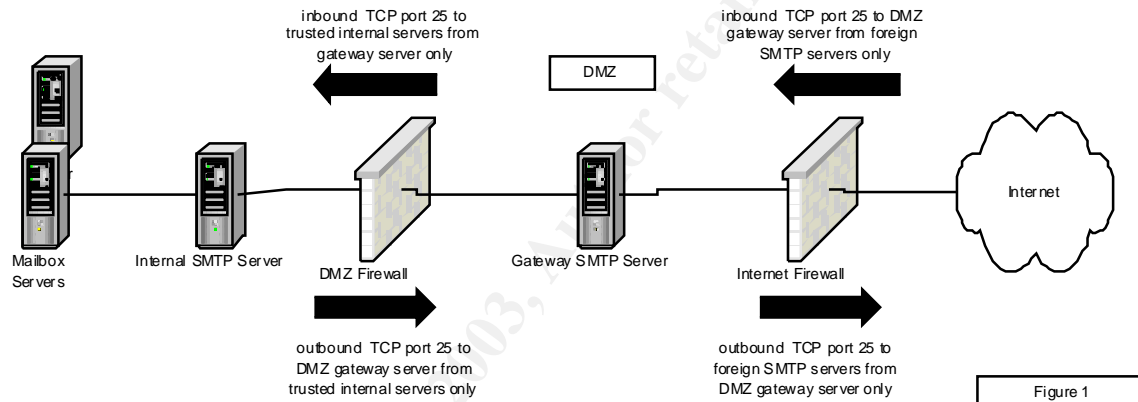 inbound TCP port 25 to
trusted internal servers from
gateway server only
DMZ
inbound TCP port 25 to DMZ
gateway server from foreign
SMTP servers only
Internet
Mailbox
Servers
Internal SMTP Server
DMZ Firewall
Gateway SMTP Server
Internet Firewall
outbound TCP port 25 to
DMZ gateway server from
trusted internal servers only
outbound TCP port 25 to
foreign SMTP servers from
DMZ gateway server only
Figure 1
2003, Author retai